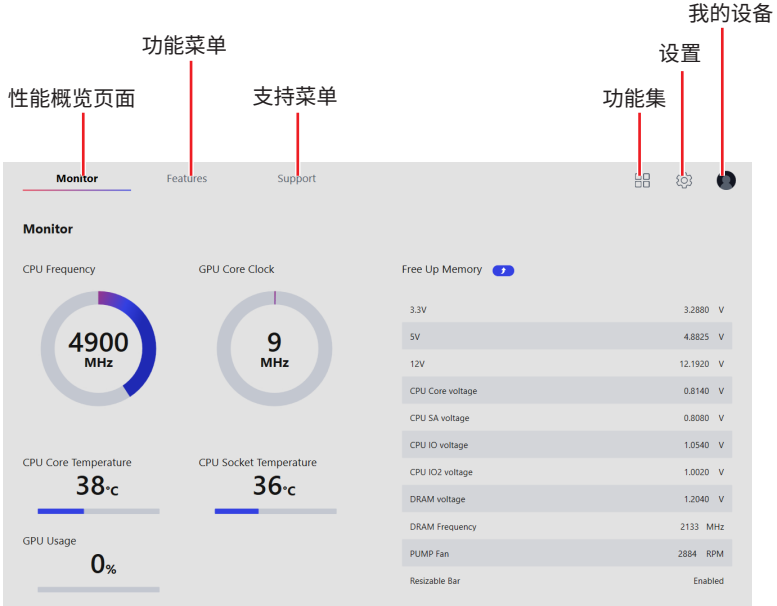 我的设备
功能菜单
设置
性能概览页面
支持菜单
功能集
Monitor
Features
Support
Monitor
CPU Frequency
GPU Core Clock
Free Up Memory
4900
MHz
9
MHz
3.3V 3.2880 V
5V 4.8825 V
12V 12.1920 V
CPU Core voltage 0.8140 V
CPU SA voltage 0.8080 V
CPU IO voltage 1.0540 V
CPU IO2 voltage 1.0020 V
DRAM voltage 1.2040 V
DRAM Frequency 2133 MHz
PUMP Fan 2884 RPM
Resizable Bar Enabled
CPU Core Temperature
38°C
CPU Socket Temperature
36°C
GPU Usage
0%